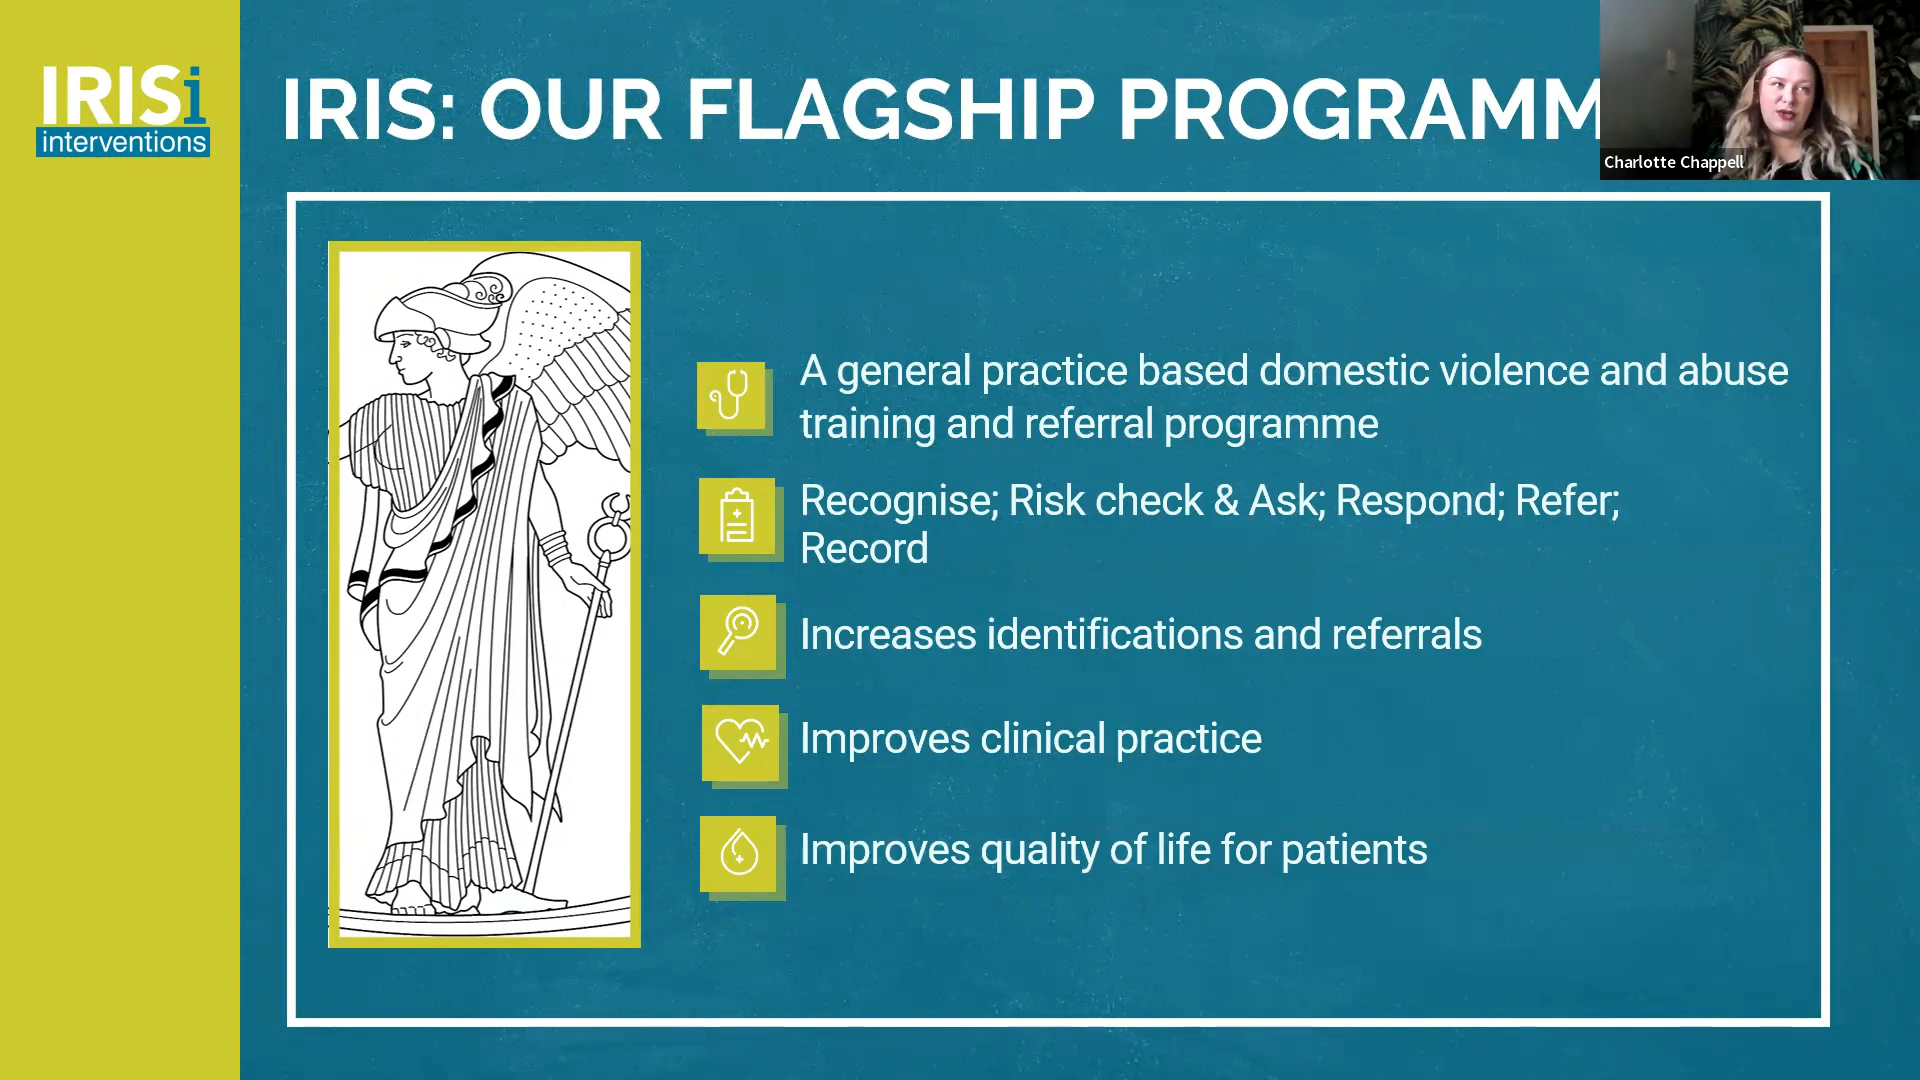 IRISi
interventions
IRIS: OUR FLAGSHIP PROGRAMM
Charlotte Chappell
A general practice based domestic violence and abuse
training and referral programme
Recognise; Risk check & Ask; Respond; Refer;
Record
Increases identifications and referrals
Improves clinical practice
Improves quality of life for patients